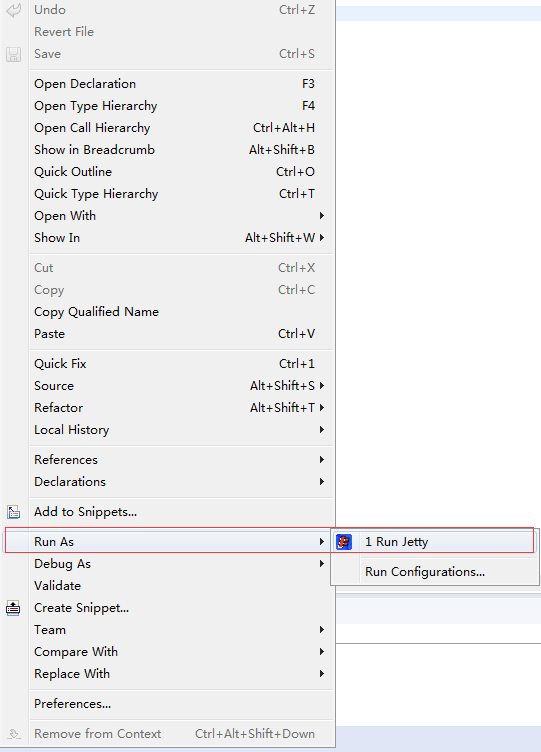 Undo Ctrl+Z
Revert File
Save Ctrl+S
Open Declaration F3
Open Type Hierarchy F4
Open Call Hierarchy Ctrl+Alt+H
Show in Breadcrumb Alt+Shift+B
Quick Outline Ctrl+O
Quick Type Hierarchy Ctrl+T
Open With
Show In Alt+Shift+W
Cut Ctrl+X
Copy Ctrl+C
Copy Qualified Name
Paste Ctrl+V
Quick Fix Ctrl+1
Source Alt+Shift+S
Refactor Alt+Shift+T
Local History
References
Declarations
Add to Snippets...
Run As 1 Run Jetty
Debug As Run Configurations...
Validate
Create Snippet...
Team
Compare With
Replace With
Preferences...
Remove from Context Ctrl+Alt+Shift+Down